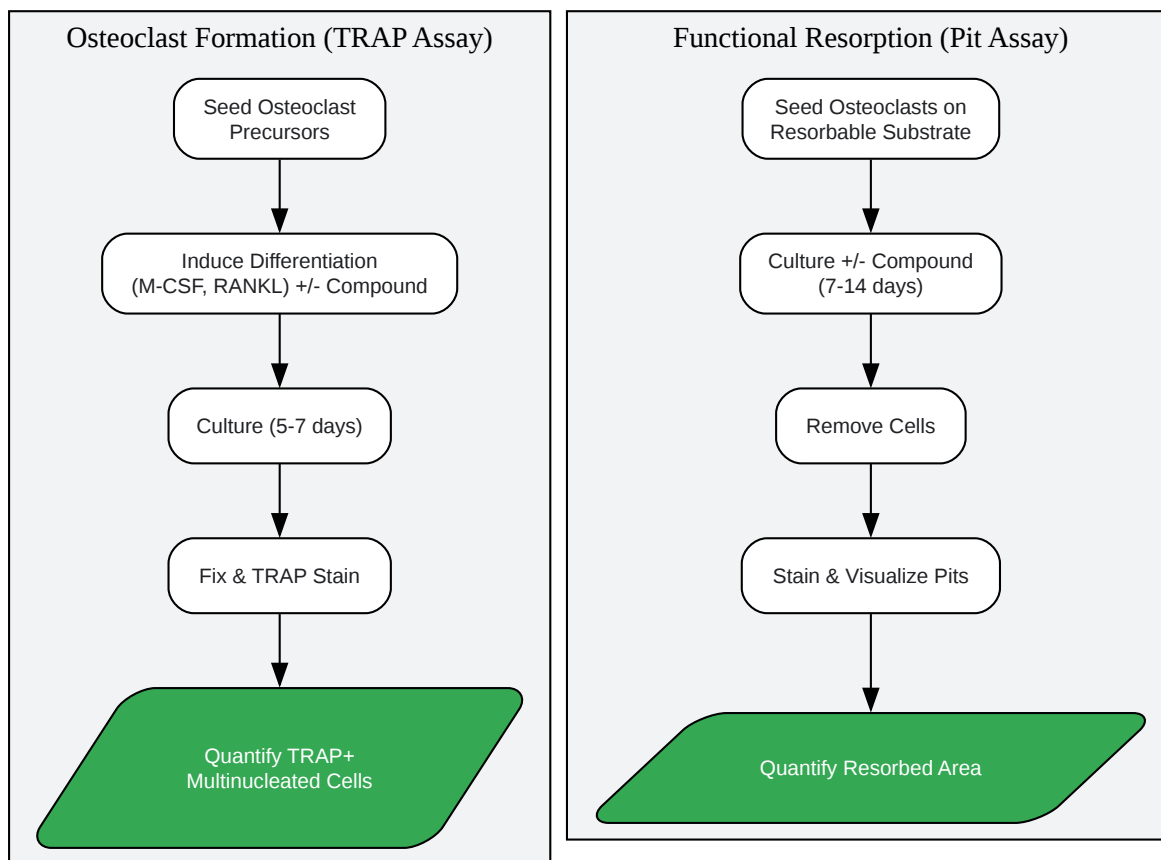 Osteoclast Formation (TRAP Assay)
Seed Osteoclast
Precursors
Induce Differentiation
(M-CSF, RANKL) +/- Compound
Culture (5-7 days)
Fix & TRAP Stain
Quantify TRAP+
Multinucleated Cells
Functional Resorption (Pit Assay)
Seed Osteoclasts on
Resorbable Substrate
Culture +/- Compound
(7-14 days)
Remove Cells
Stain & Visualize Pits
Quantify Resorbed Area